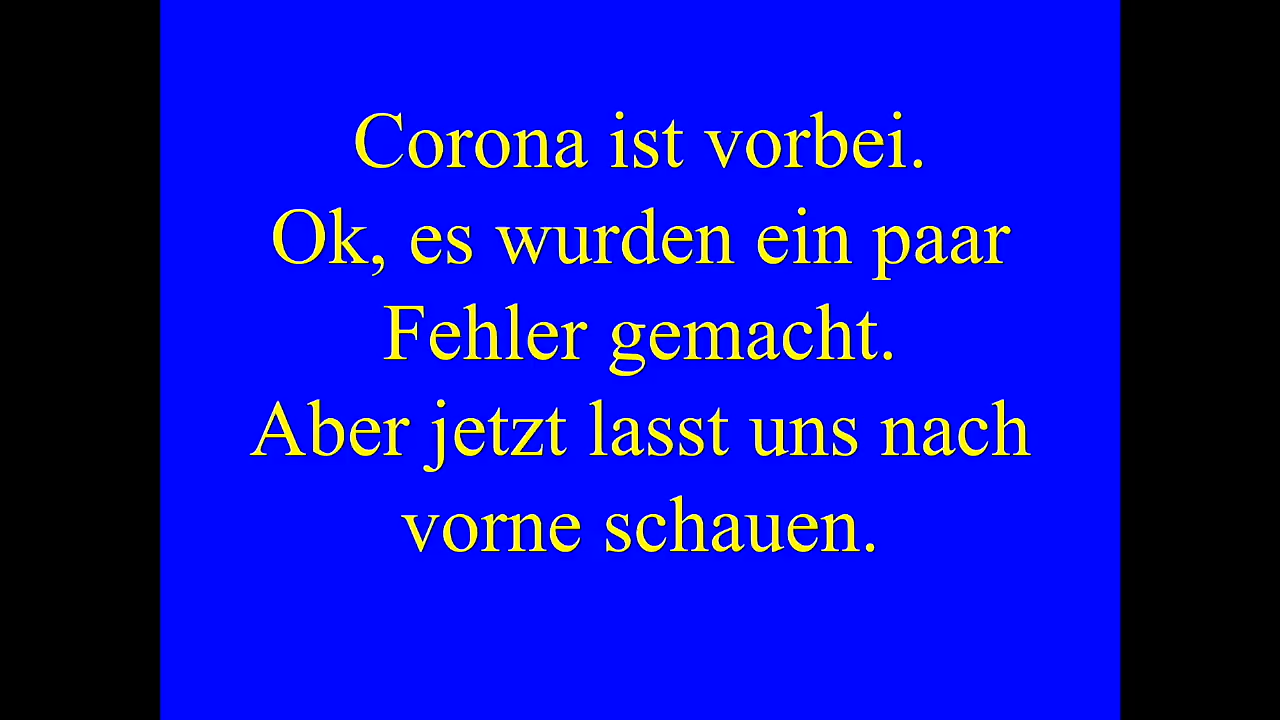 Corona ist vorbei.
Ok, es wurden ein paar
Fehler gemacht.
Aber jetzt lasst uns nach
vorne schauen.